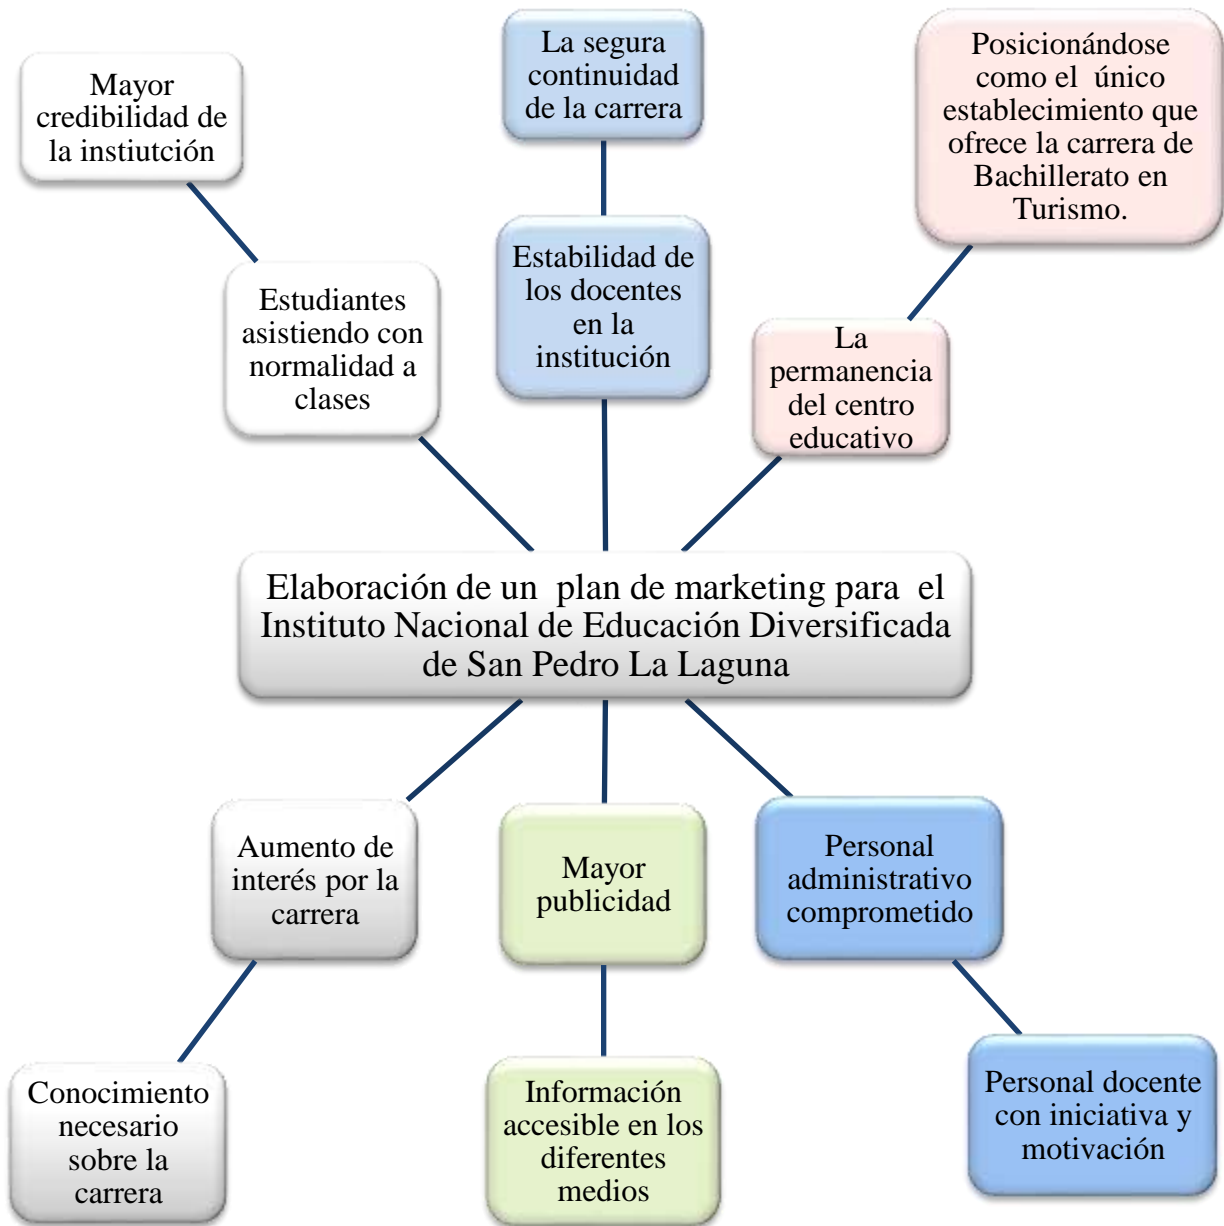 La segura
continuidad
de la carrera
Posicionándose
como el único
establecimiento que
ofrece la carrera de
Bachillerato en
Turismo.
Mayor
credibilidad de
la instiutción
Estabilidad de
los docentes
en la
institución
Estudiantes
asistiendo con
normalidad a
clases
La
permanencia
del centro
educativo
Elaboración de un plan de marketing para el
Instituto Nacional de Educación Diversificada
de San Pedro La Laguna
Aumento de
interés por la
carrera
Mayor
publicidad
Personal
administrativo
comprometido
Conocimiento
necesario
sobre la
carrera
Información
accesible en los
diferentes
medios
Personal docente
con iniciativa y
motivación